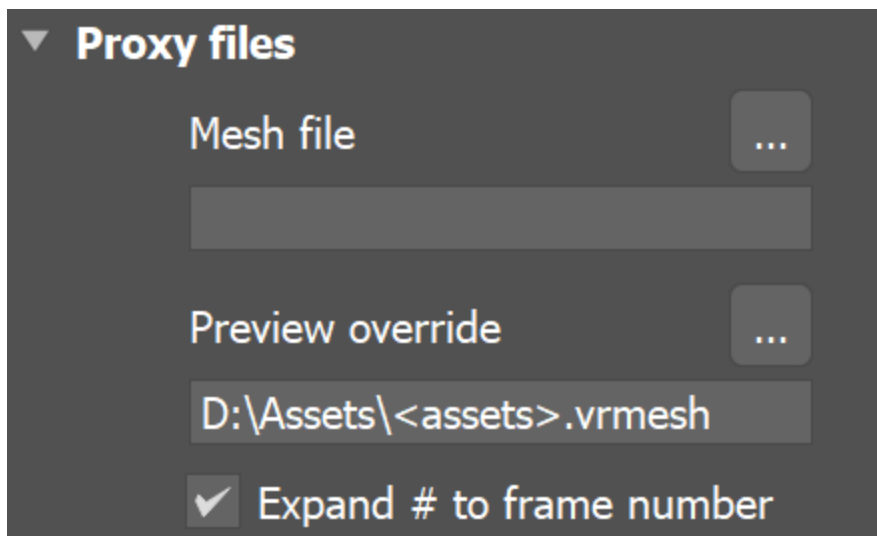 Proxy files
Mesh file
...
Preview override
...
D:\Assets\<assets>.vrmesh
Expand # to frame number